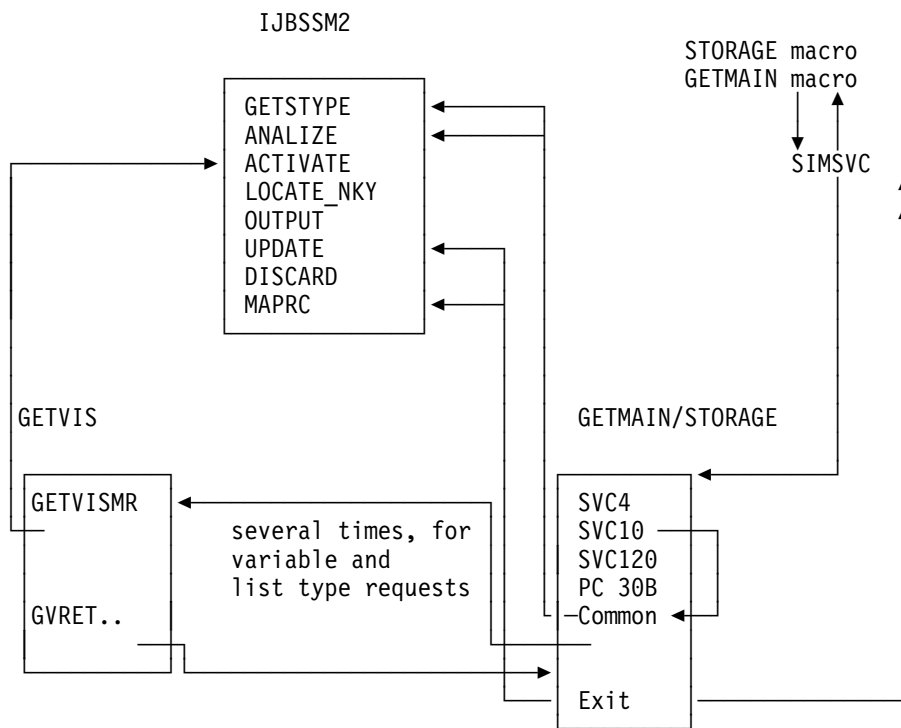 IJBSSM2
STORAGE macro
GETMAIN macro
GETSTYPE
ANALIZE
ACTIVATE
LOCATE_NKY
OUTPUT
UPDATE
DISCARD
MAPRC
SIMSVC
GETVIS
GETMAIN/STORAGE
GETVISMR
several times, for
variable and
list type requests
GVRET..
SVC4
SVC10
SVC120
PC 30B
Common
Exit